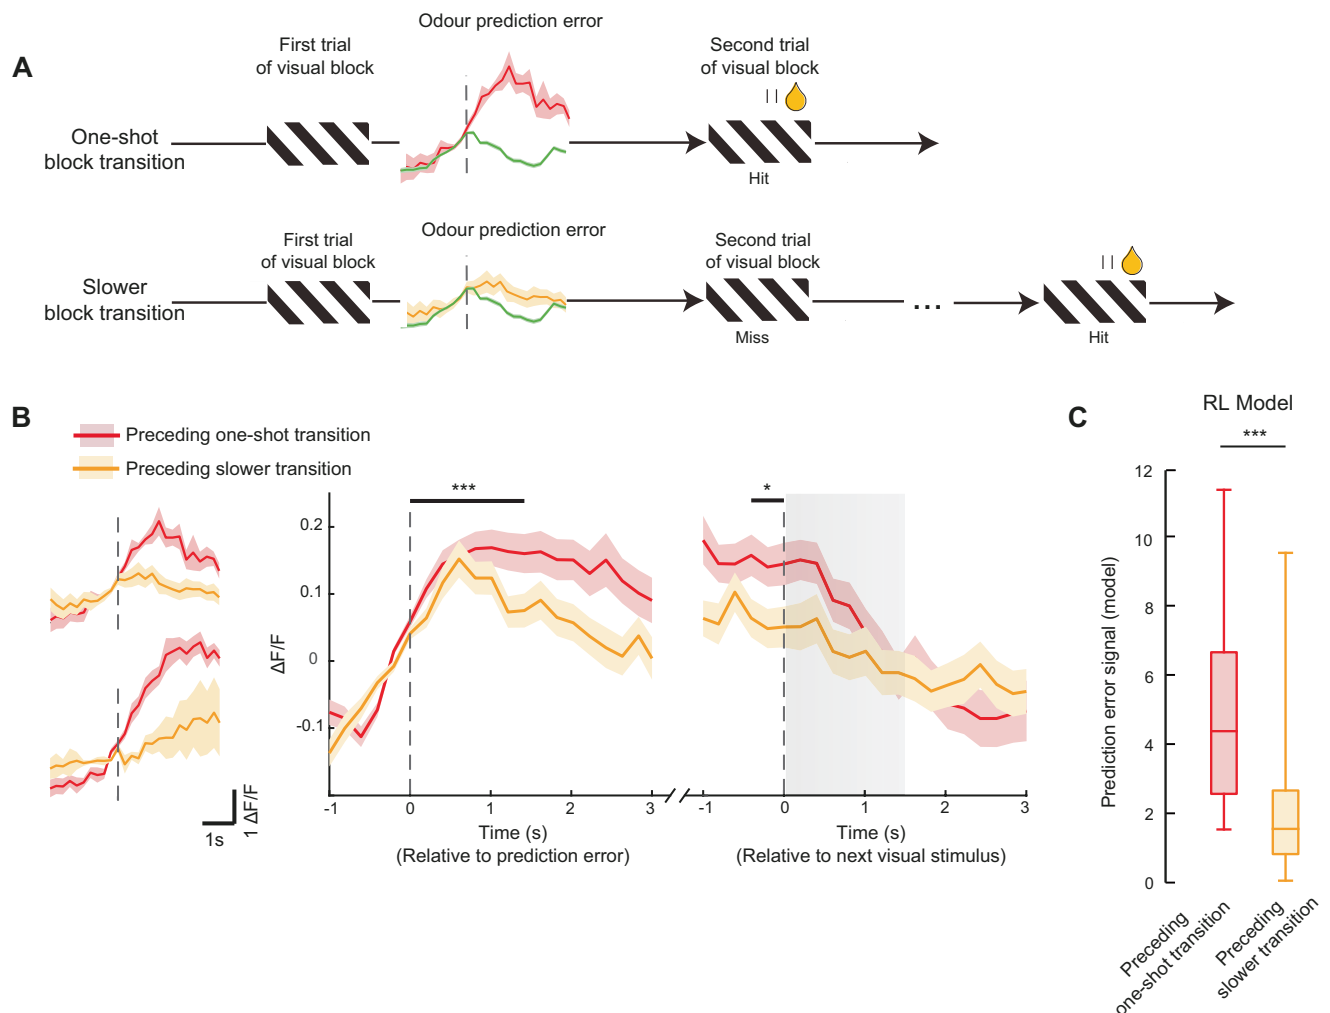 A
One-shot
block transition
First trial
of visual block
Odour prediction error
Second trial
of visual block
Hit
Slower
block transition
First trial
of visual block
Odour prediction error
Second trial
of visual block
Miss
...
Hit
B
Preceding one-shot transition
Preceding slower transition
1s
1 ΔF/F
ΔF/F
0.2
0.1
0
-0.1
***
*
-1 0 1 2 3
Time (s)
(Relative to prediction error)
-1 0 1 2 3
Time (s)
(Relative to next visual stimulus)
C
RL Model
***
Prediction error signal (model)
12
10
8
6
4
2
0
Preceding
one-shot transition
Preceding
slower transition